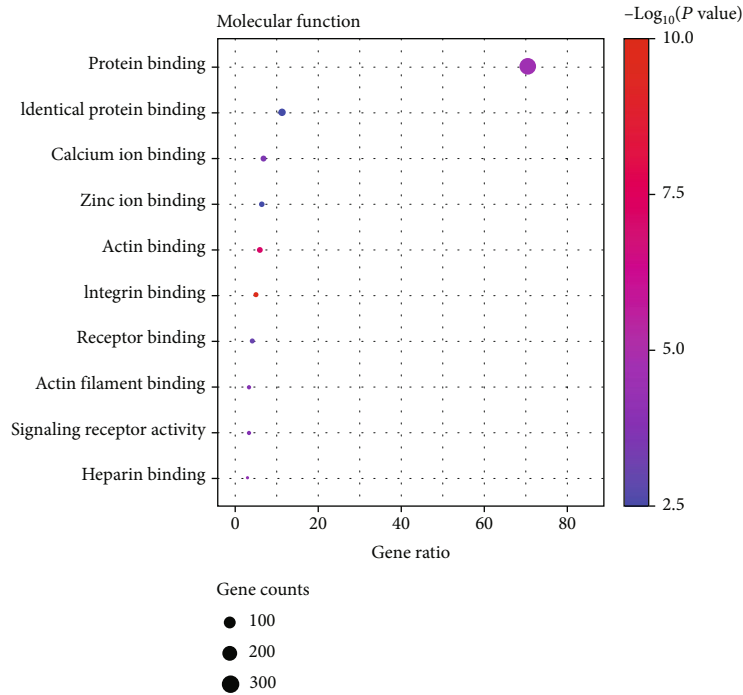 Molecular function
–Log10(P value)
Protein binding
Identical protein binding
Calcium ion binding
Zinc ion binding
Actin binding
Integrin binding
Receptor binding
Actin filament binding
Signaling receptor activity
Heparin binding
0 20 40 60 80
Gene ratio
10.0
7.5
5.0
2.5
Gene counts
100
200
300